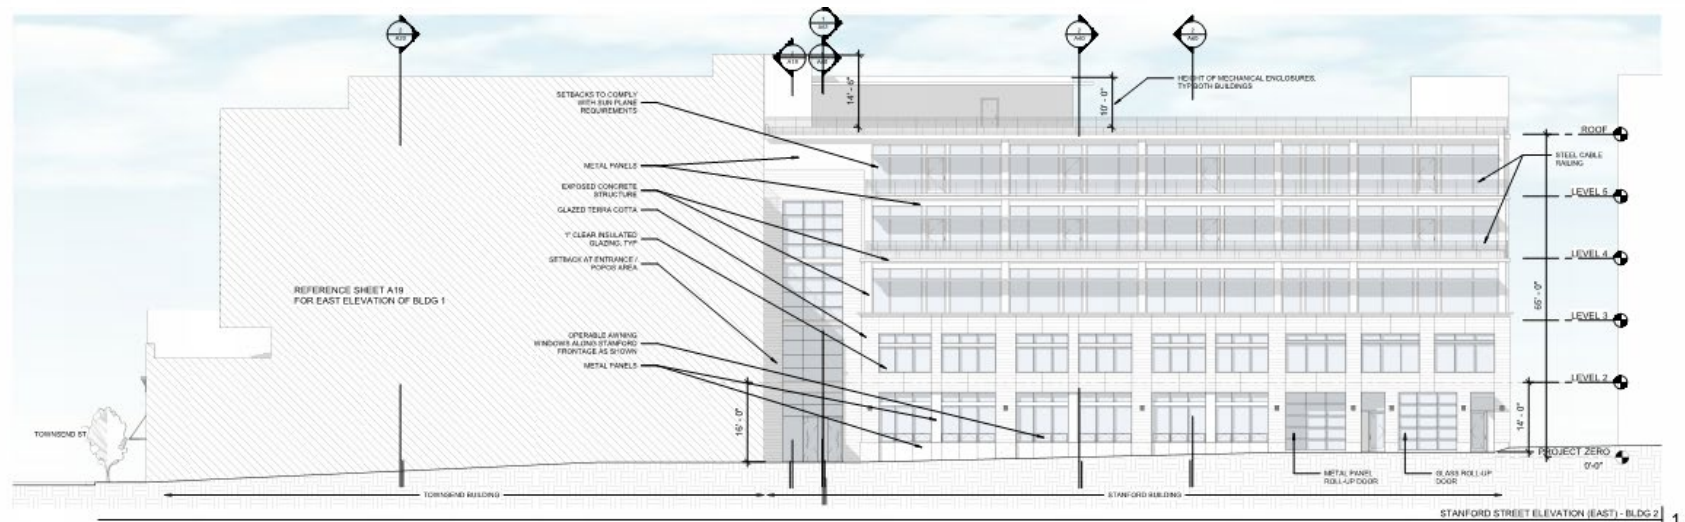 SETBACKS TO COMPLY
WITH SUN PLANE
REQUIREMENTS
14' - 6"
10' - 0"
HEIGHT OF MECHANICAL ENCLOSURES,
TYP BOTH BUILDINGS
ROOF
STEEL CABLE
RAILING
METAL PANELS
EXPOSED CONCRETE
STRUCTURE
LEVEL 5
GLAZED TERRA COTTA
1" CLEAR INSULATED
GLAZING, TYP
SETBACK AT ENTRANCE /
POPOS AREA
LEVEL 4
REFERENCE SHEET A19
FOR EAST ELEVATION OF BLDG 1
65' - 0"
LEVEL 3
OPERABLE AWNING
WINDOWS ALONG STANFORD
FRONTAGE AS SHOWN
METAL PANELS
LEVEL 2
16' - 0"
14' - 0"
TOWNSEND ST
PROJECT ZERO
0'-0"
METAL PANEL
ROLL-UP DOOR
GLASS ROLL-UP
DOOR
TOWNSEND BUILDING
STANFORD BUILDING
STANFORD STREET ELEVATION (EAST) - BLDG 2
1